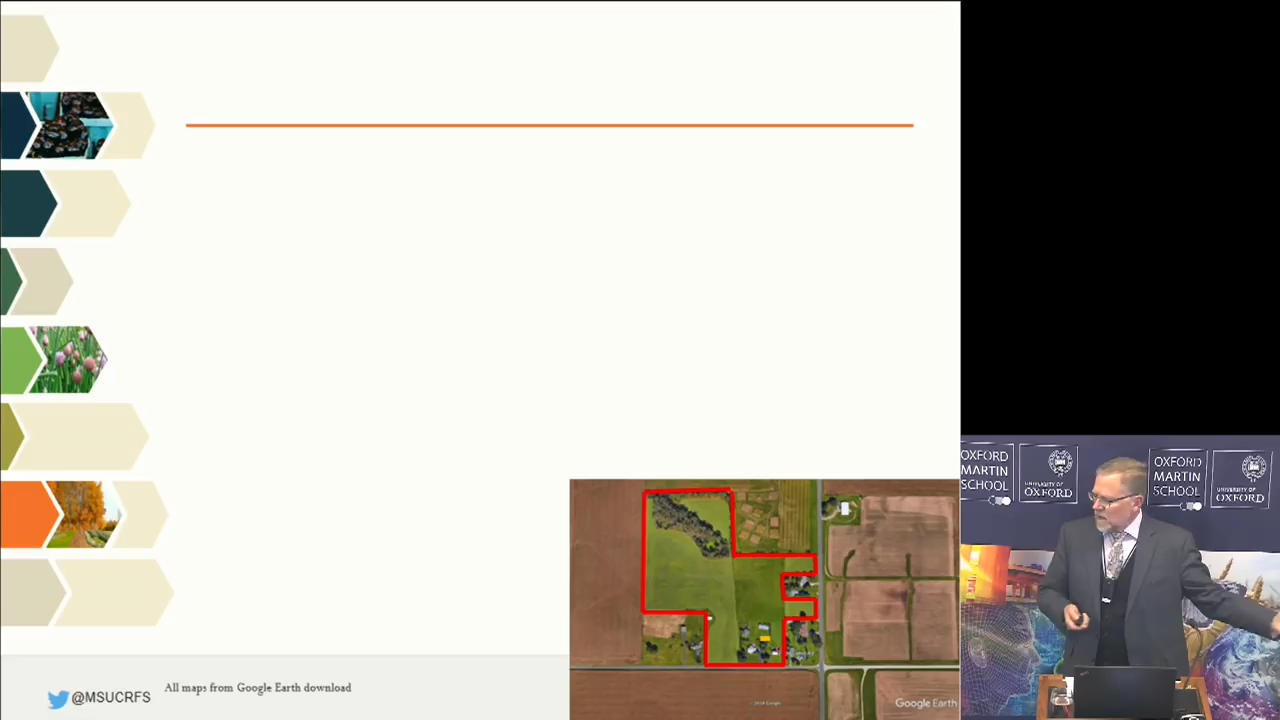 @MSUCRFS
All maps from Google Earth download
Google Earth
OXFORD
MARTIN
SCHOOL
UNIVERSITY OF
OXFORD
OXFORD
MARTIN
SCHOOL
UNIVERSITY OF
OXFORD